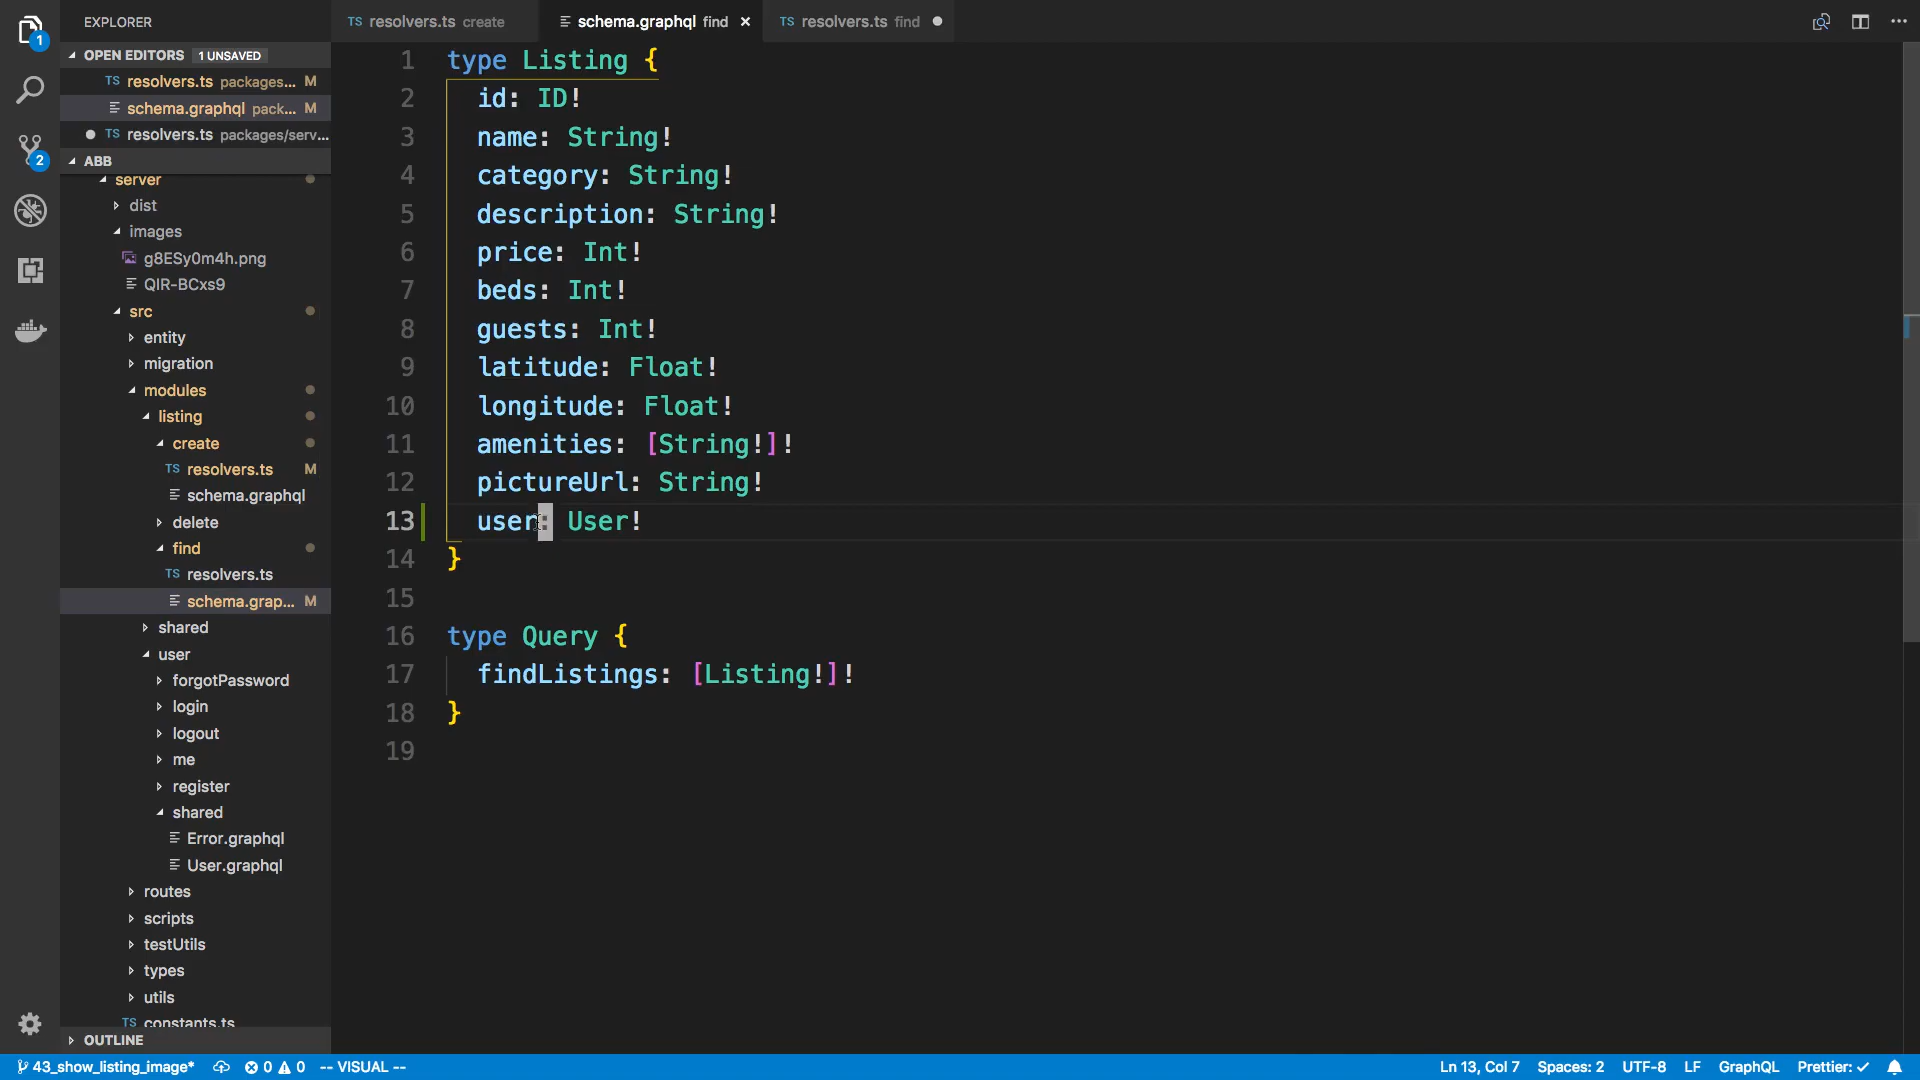 EXPLORER
OPEN EDITORS 1 UNSAVED
TS resolvers.ts packages... M
schema.graphql pack... M
TS resolvers.ts packages/serv...
ABB
server
dist
images
g8ESy0m4h.png
QIR-BCxs9
src
entity
migration
modules
listing
create
TS resolvers.ts M
schema.graphql
delete
find
TS resolvers.ts
schema.grap... M
shared
user
forgotPassword
login
logout
me
register
shared
Error.graphql
User.graphql
routes
scripts
testUtils
types
utils
TS constants.ts
OUTLINE
1
2
TS resolvers.ts create
schema.graphql find ×
TS resolvers.ts find
1 type Listing {
2 id: ID!
3 name: String!
4 category: String!
5 description: String!
6 price: Int!
7 beds: Int!
8 guests: Int!
9 latitude: Float!
10 longitude: Float!
11 amenities: [String!]!
12 pictureUrl: String!
13 user: User!
14 }
15
16 type Query {
17 findListings: [Listing!]!
18 }
19
43_show_listing_image* 0 0 -- VISUAL -- Ln 13, Col 7 Spaces: 2 UTF-8 LF GraphQL Prettier: ✓